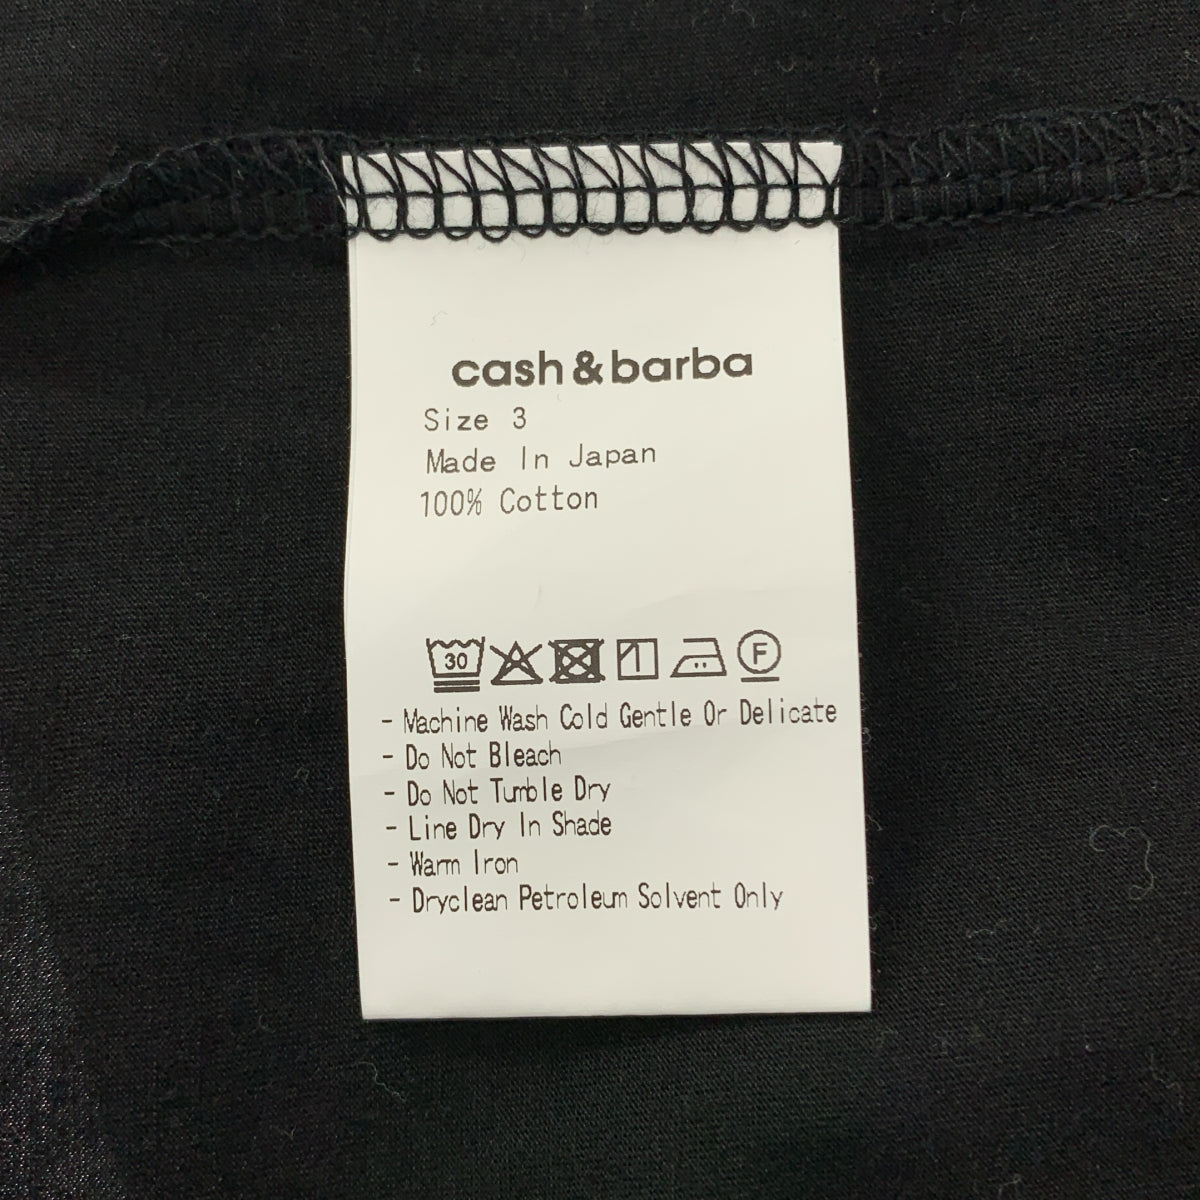 cash & barba
Size 3
Made In Japan
100% Cotton
30 F
- Machine Wash Cold Gentle Or Delicate
- Do Not Bleach
- Do Not Tumble Dry
- Line Dry In Shade
- Warm Iron
- Dryclean Petroleum Solvent Only